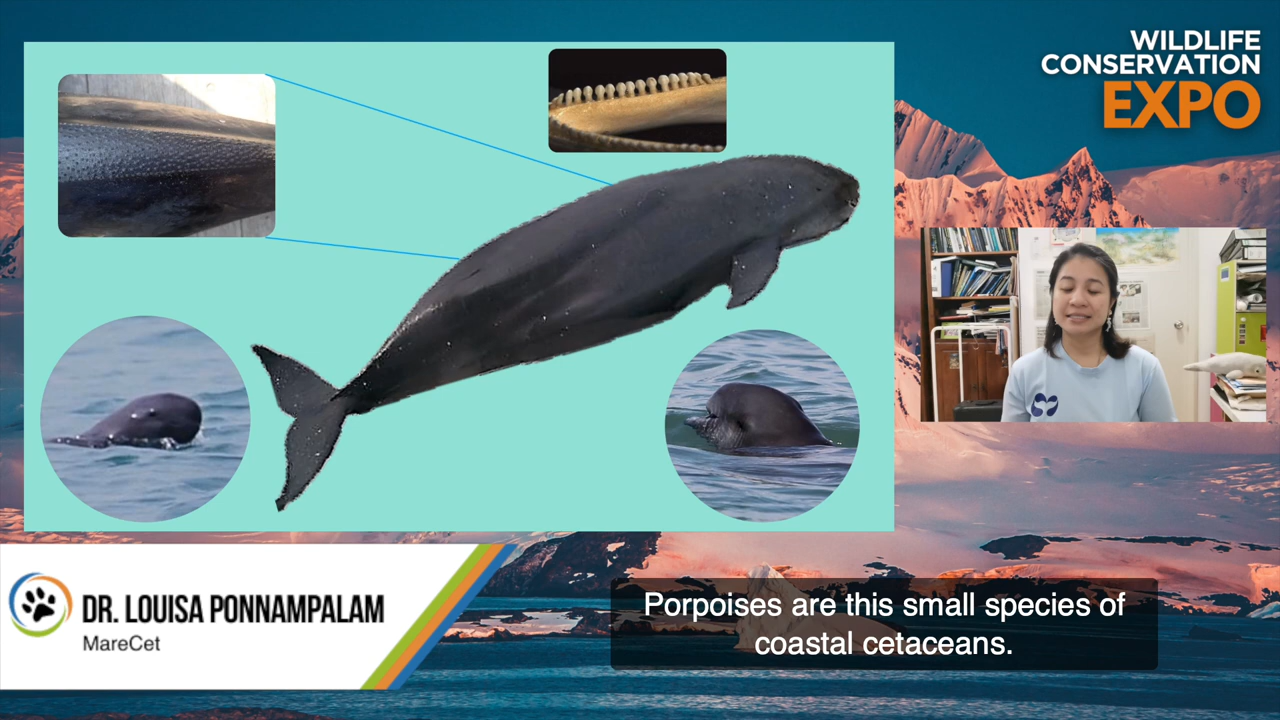 WILDLIFE
CONSERVATION
EXPO
DR. LOUISA PONNAMPALAM
MareCet
Porpoises are this small species of
coastal cetaceans.